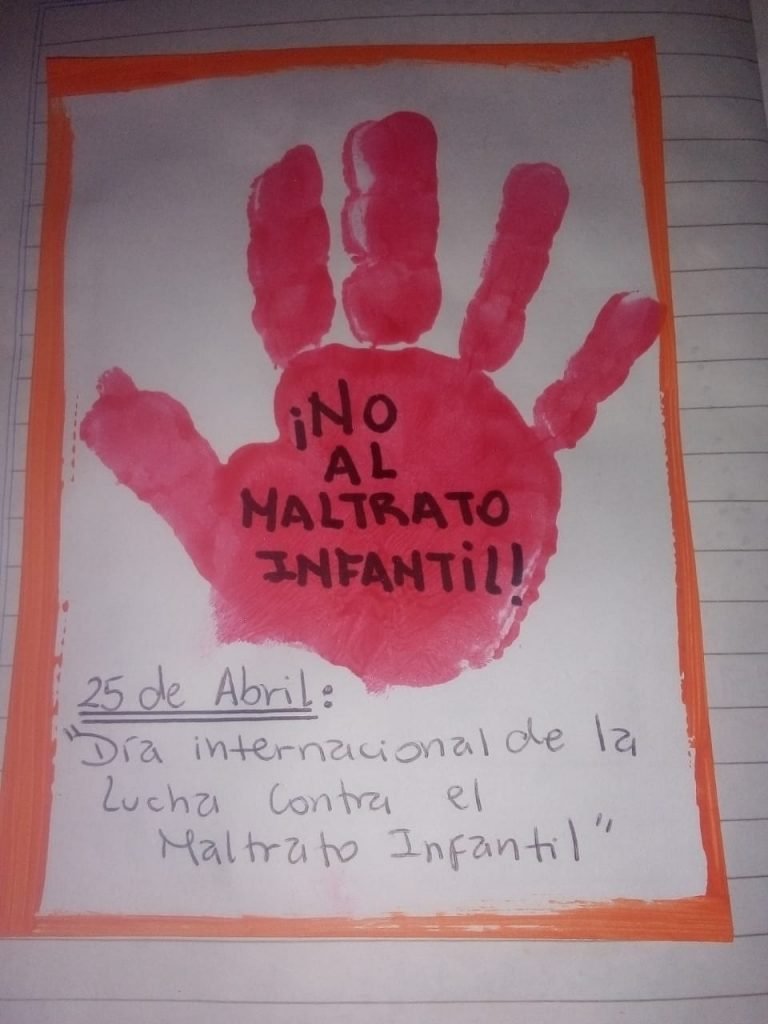 ¡NO
AL
MALTRATO
INFANTiL!
25 de Abril:
"Día internacional de la
Lucha Contra el
Maltrato Infantil"